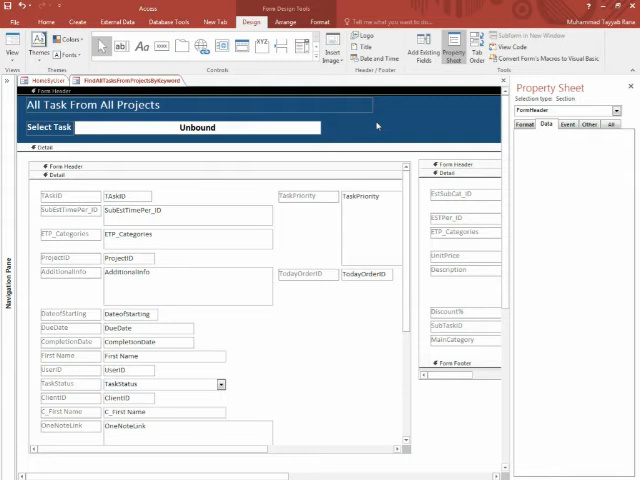 Access
Form Design Tools
File
Home
Create
External Data
Database Tools
New Tab
Design
Arrange
Format
Tell me what you want to do
Muhammad Tayyab Rana
View
Views
Themes
Colors
Fonts
Themes
ab|
Aa
XYZ
Controls
Insert Image
Logo
Title
Date and Time
Header / Footer
Add Existing Fields
Property Sheet
Tab Order
Subform in New Window
View Code
Convert Form's Macros to Visual Basic
Tools
HomeByUser
FindAllTasksFromProjectsByKeyword
Form Header
All Task From All Projects
Select Task
Unbound
Detail
Form Header
Detail
TAskID
TAskID
SubEstTimePer_ID
SubEstTimePer_ID
ETP_Categories
ETP_Categories
ProjectID
ProjectID
AdditionalInfo
AdditionalInfo
DateofStarting
DateofStarting
DueDate
DueDate
CompletionDate
CompletionDate
First Name
First Name
UserID
UserID
TaskStatus
TaskStatus
ClientID
ClientID
C_First Name
C_First Name
OneNoteLink
OneNoteLink
TaskPriority
TaskPriority
TodayOrderID
TodayOrderID
Form Header
Detail
EstSubCat_ID
ESTPer_ID
ETP_Categories
UnitPrice
Description
Discount%
SubTaskID
MainCategory
Form Footer
Navigation Pane
Property Sheet
Selection type: Section
FormHeader
Format
Data
Event
Other
All